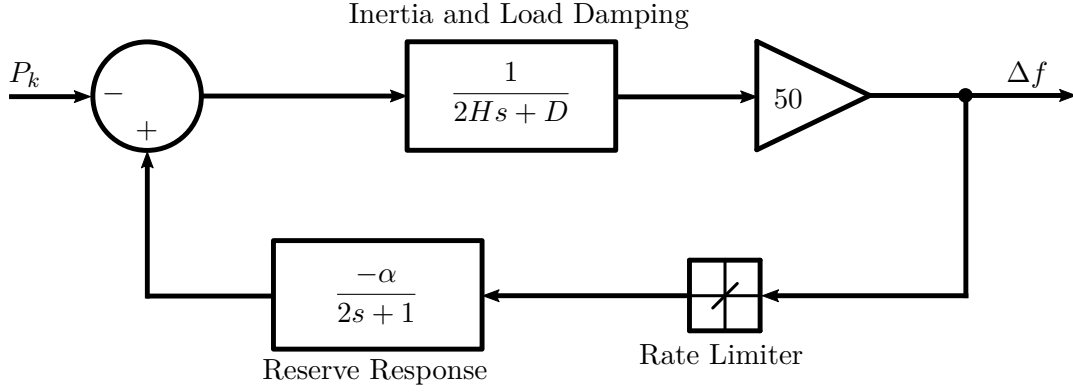 Inertia and Load Damping
P_k
−
+
1
2Hs + D
50
Δf
−α
2s + 1
Reserve Response
Rate Limiter